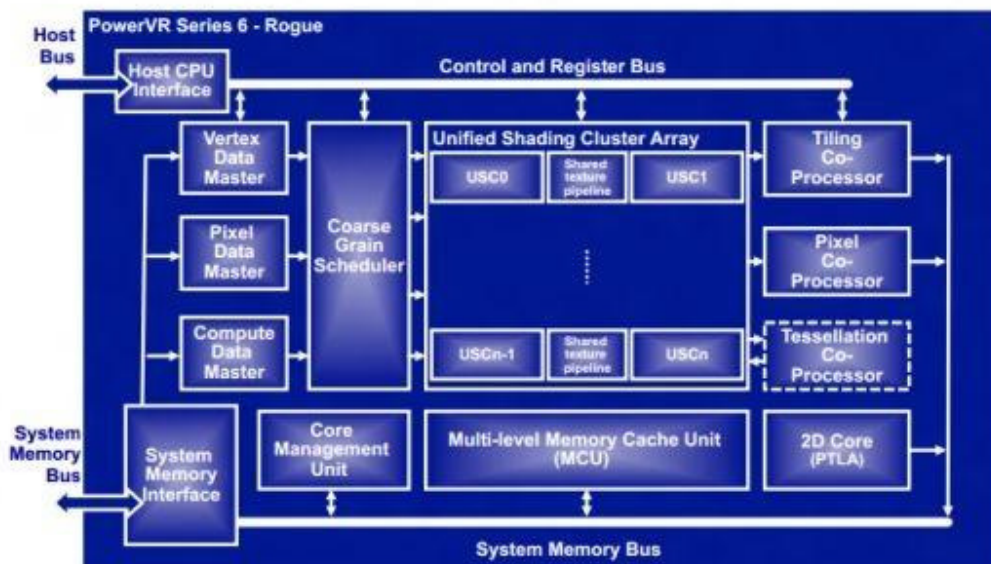 PowerVR Series 6 - Rogue
Host
Bus
Host CPU
Interface
Control and Register Bus
Vertex
Data
Master
Pixel
Data
Master
Compute
Data
Master
Coarse
Grain
Scheduler
Unified Shading Cluster Array
USC0
Shared
texture
pipeline
USC1
USCn-1
Shared
texture
pipeline
USCn
Tiling
Co-
Processor
Pixel
Co-
Processor
Tessellation
Co-
Processor
System
Memory
Bus
System
Memory
Interface
Core
Management
Unit
Multi-level Memory Cache Unit
(MCU)
2D Core
(PTLA)
System Memory Bus